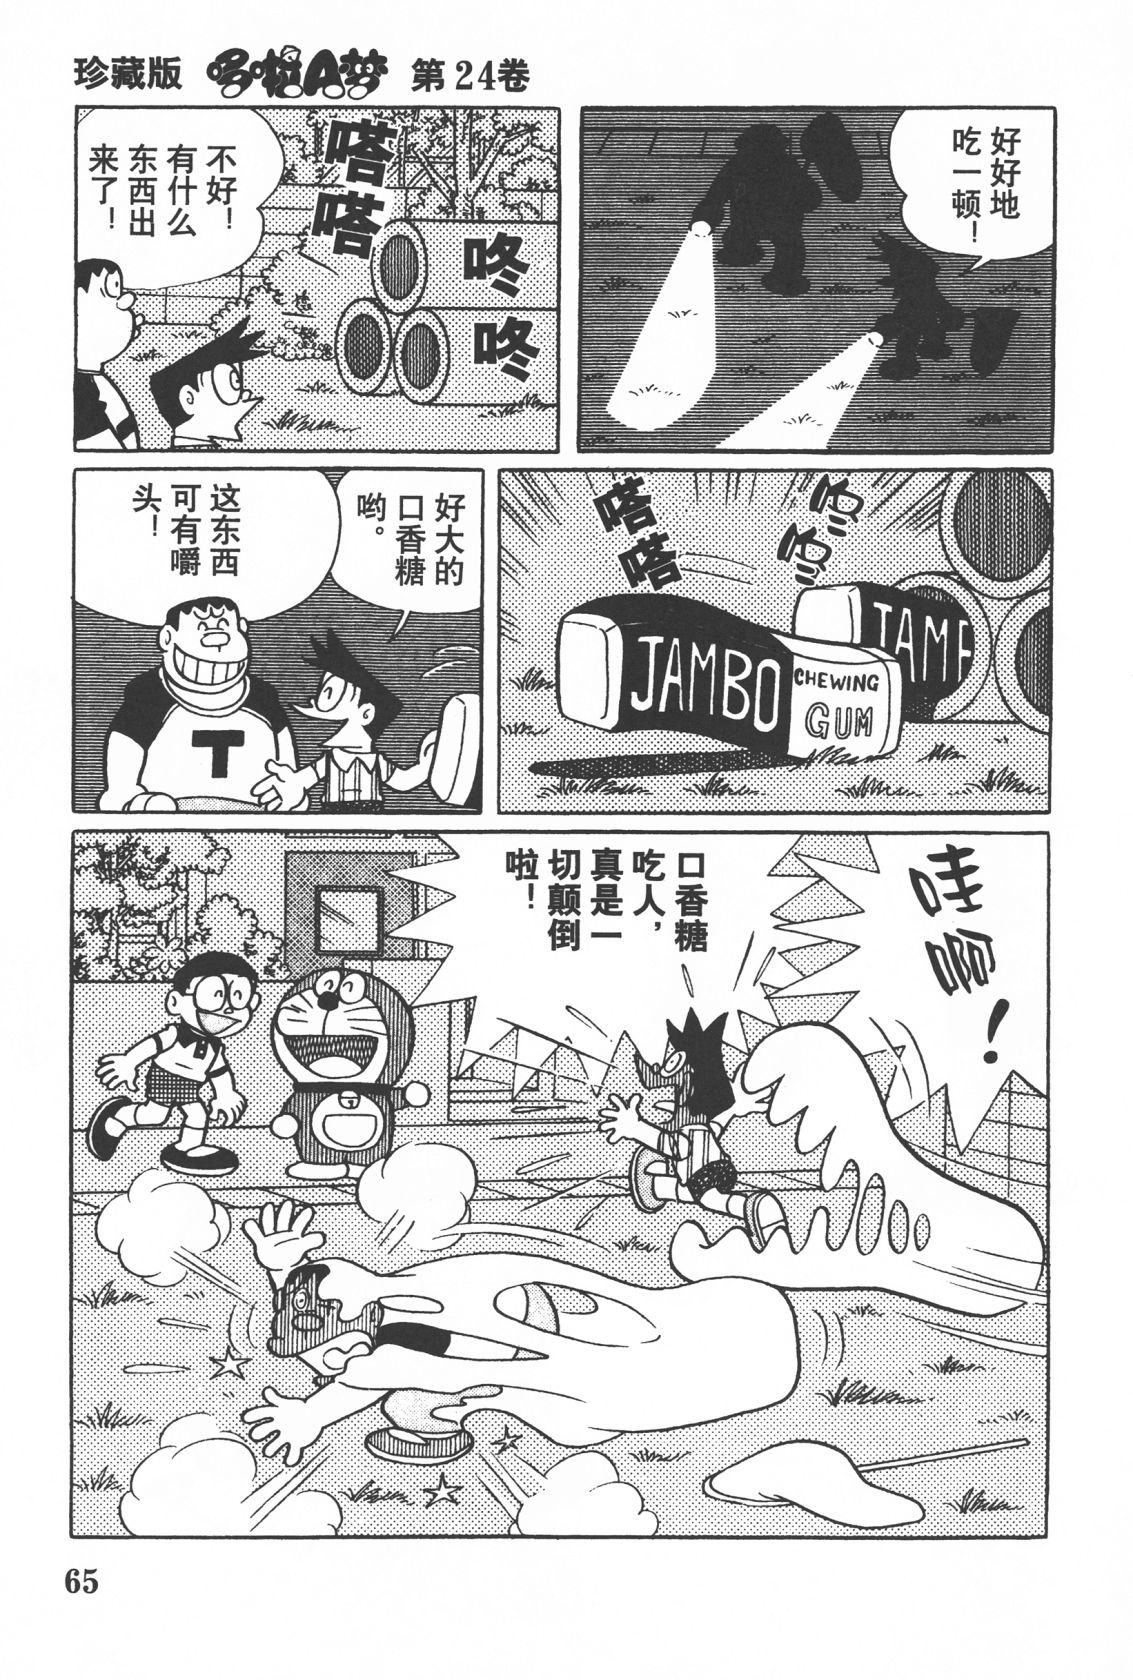 珍藏版 哆啦A梦 第24卷
好好地
吃一顿！
咚
咚
嗒
嗒
不好！
有什么
东西出
来了！
嗒
嗒
JAMBO
CHEWING
GUM
JAM
好大的
口香糖
哟。
这东西
可有嚼
头！
T
哇
啊！
口香糖
吃人，
真是一
切颠倒
啦！
65